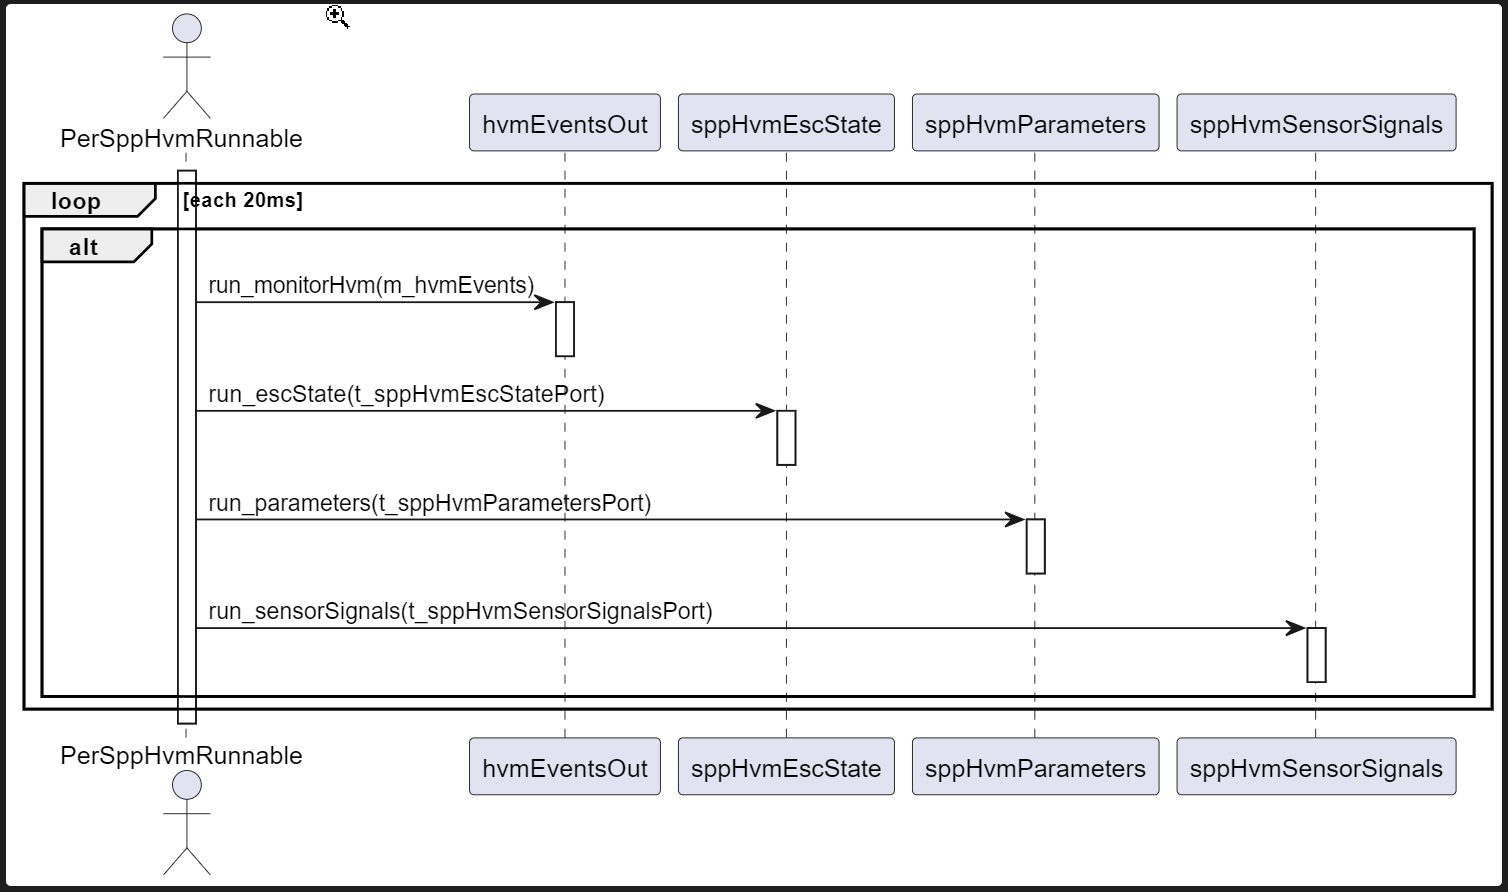 PerSppHvmRunnable
hvmEventsOut
sppHvmEscState
sppHvmParameters
sppHvmSensorSignals
loop
[each 20ms]
alt
run_monitorHvm(m_hvmEvents)
run_escState(t_sppHvmEscStatePort)
run_parameters(t_sppHvmParametersPort)
run_sensorSignals(t_sppHvmSensorSignalsPort)
PerSppHvmRunnable
hvmEventsOut
sppHvmEscState
sppHvmParameters
sppHvmSensorSignals